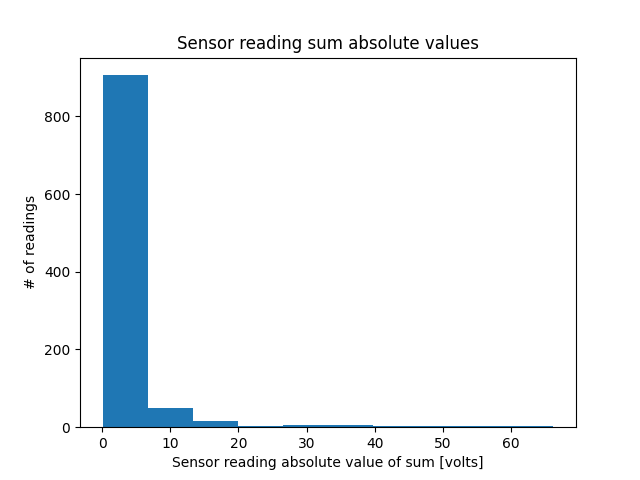 Sensor reading sum absolute values
# of readings
800
600
400
200
0
0 10 20 30 40 50 60
Sensor reading absolute value of sum [volts]